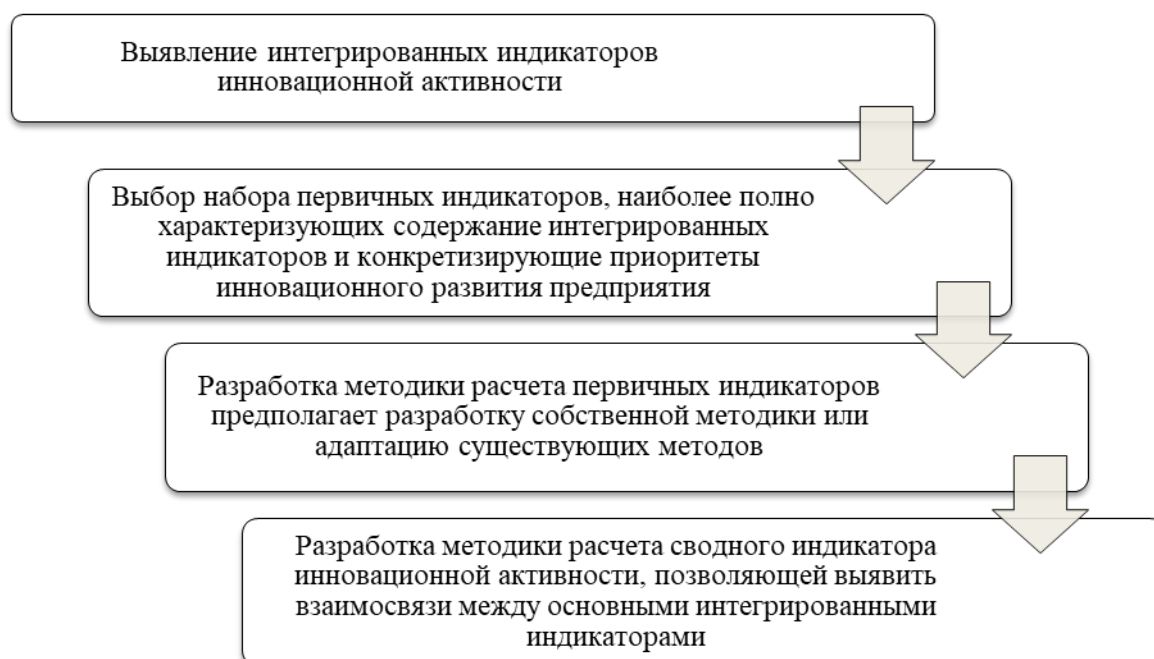 Выявление интегрированных индикаторов
инновационной активности
Выбор набора первичных индикаторов, наиболее полно
характеризующих содержание интегрированных
индикаторов и конкретизирующие приоритеты
инновационного развития предприятия
Разработка методики расчета первичных индикаторов
предполагает разработку собственной методики или
адаптацию существующих методов
Разработка методики расчета сводного индикатора
инновационной активности, позволяющей выявить
взаимосвязи между основными интегрированными
индикаторами